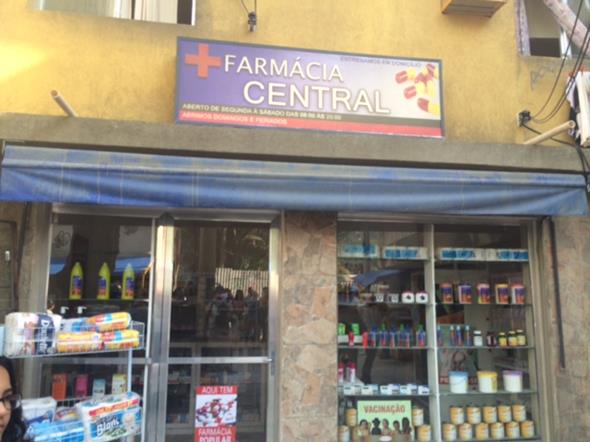 ENTREGAMOS EM DOMICÍLIO
FARMÁCIA
CENTRAL
ABERTO DE SEGUNDA À SÁBADO DAS 08:00 ÀS 20:00
ABRIMOS DOMINGOS E FERIADOS
AQUI TEM
FARMÁCIA
POPULAR
VACINAÇÃO